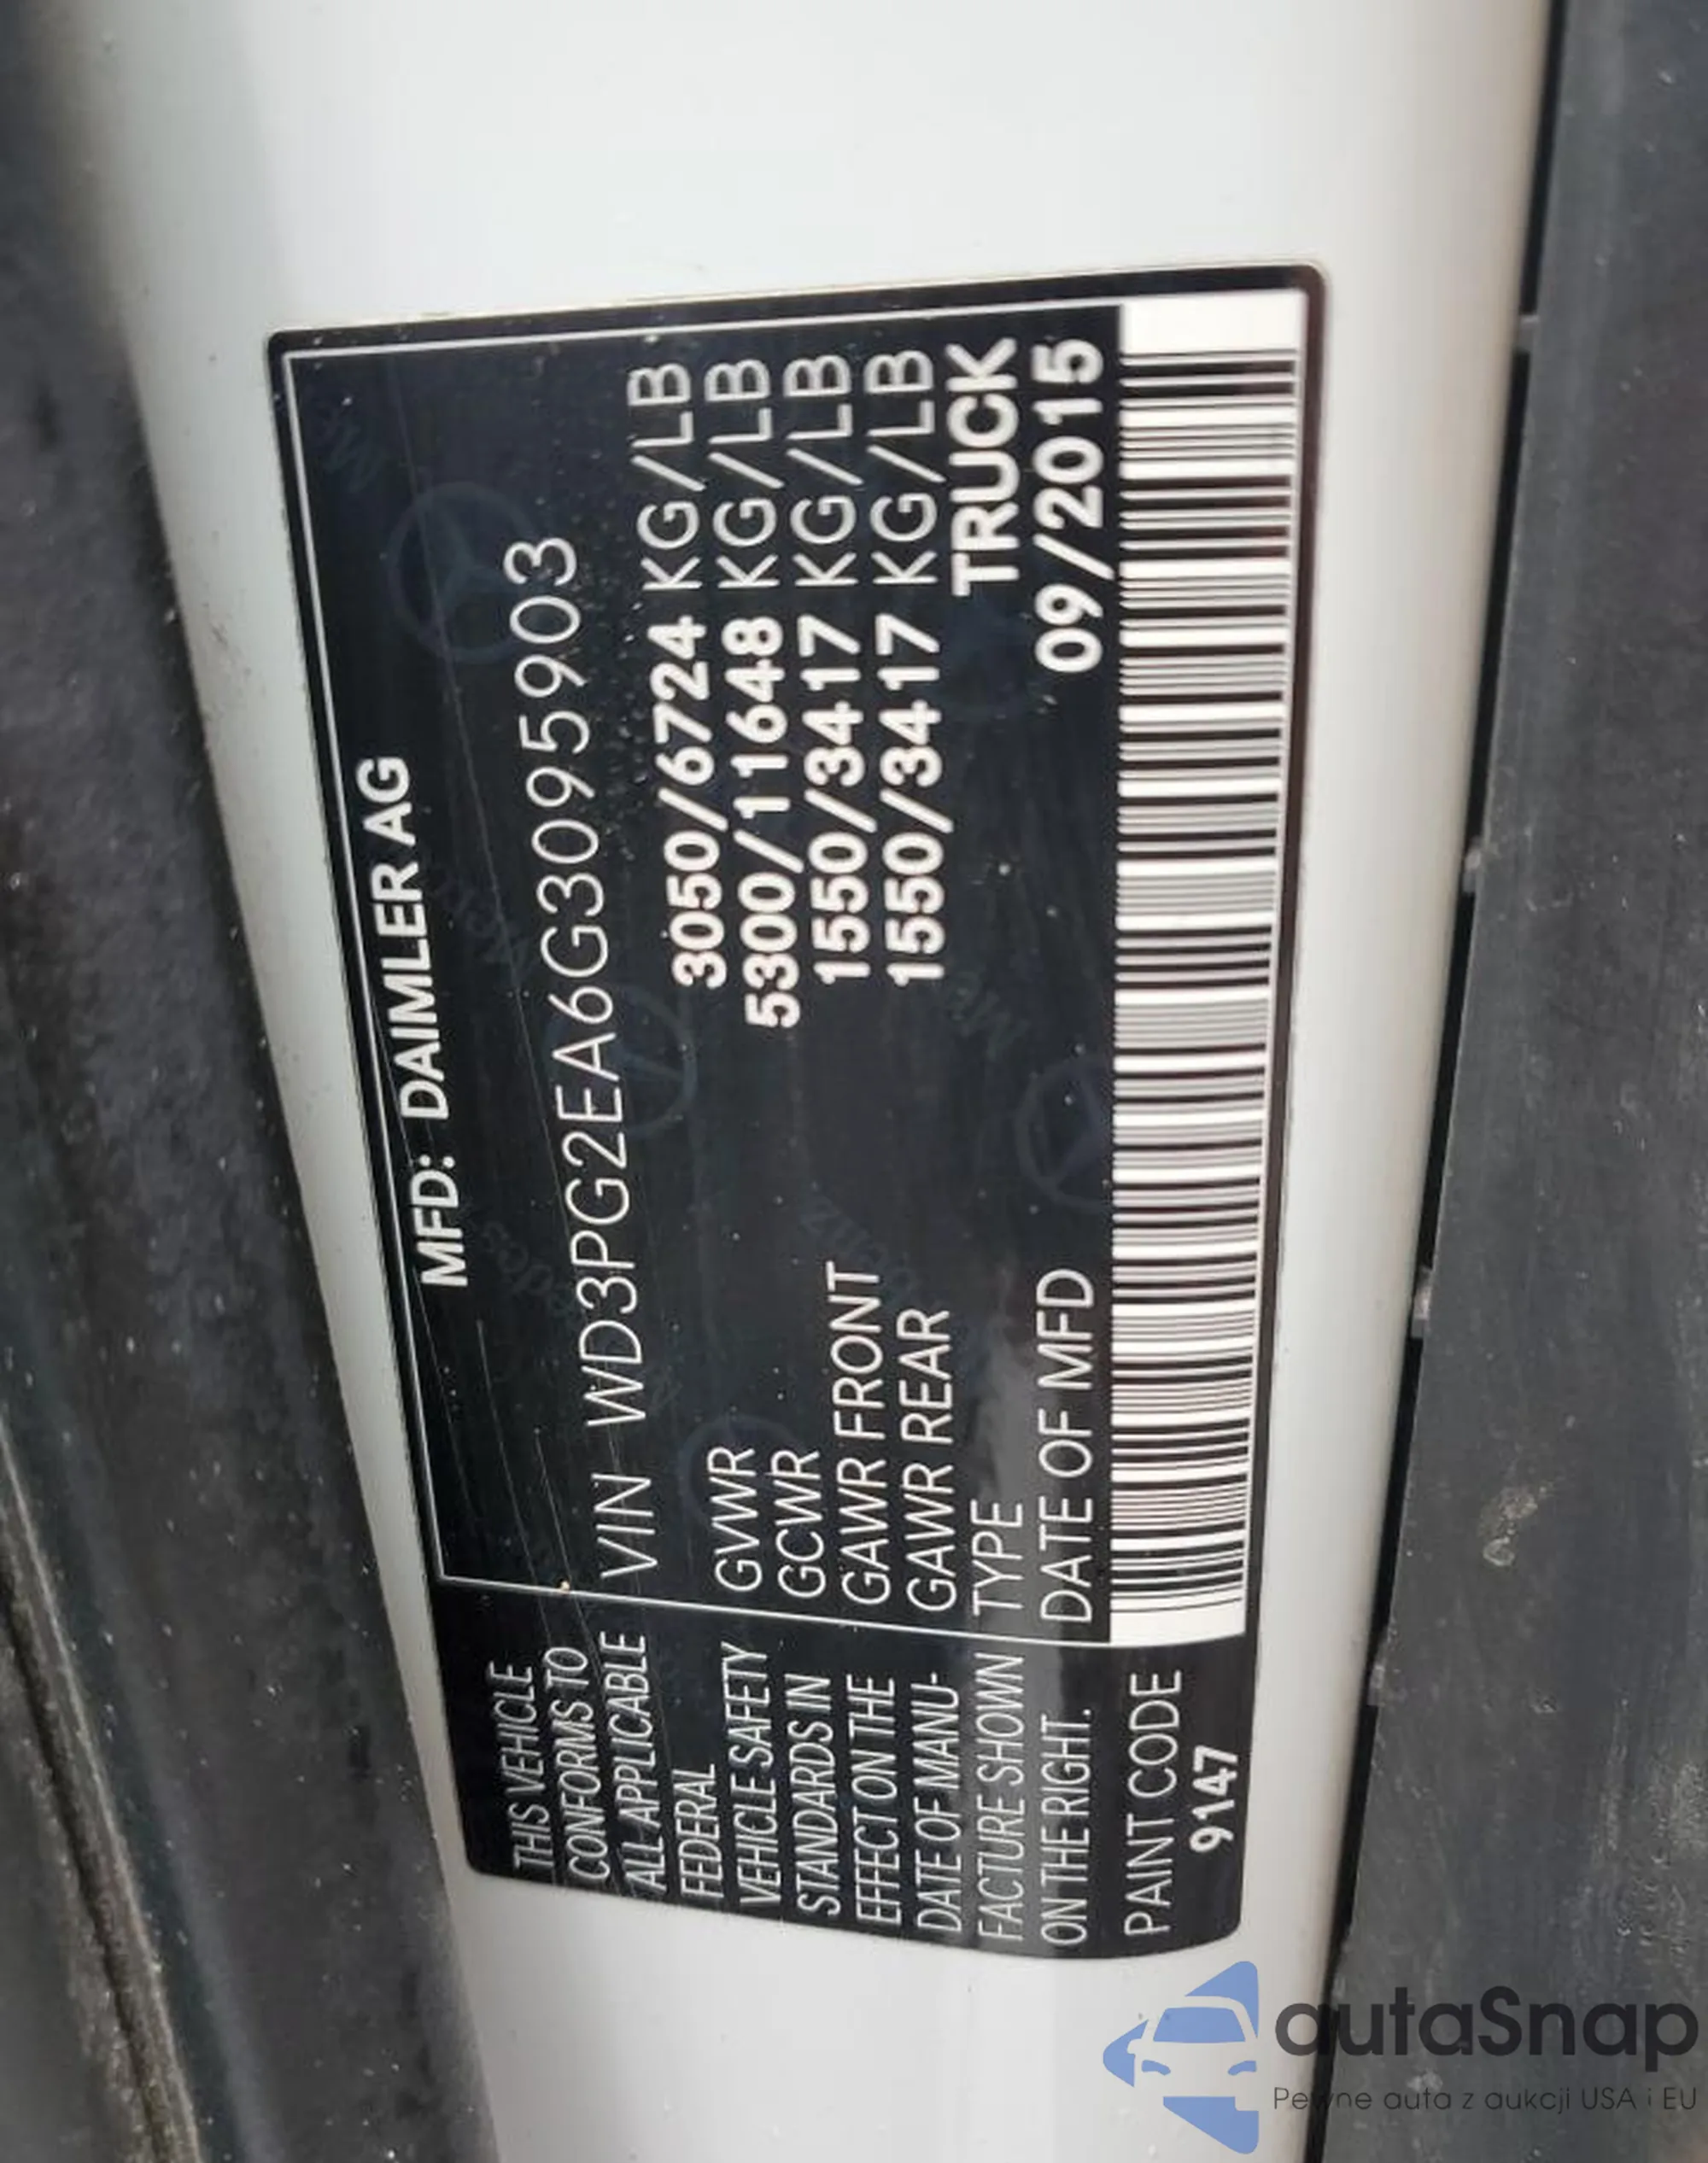 MFD: DAIMLER AG
THIS VEHICLE
CONFORMS TO
ALL APPLICABLE
FEDERAL
VEHICLE SAFETY
STANDARDS IN
EFFECT ON THE
DATE OF MANU-
FACTURE SHOWN
ON THE RIGHT.
PAINT CODE
9147
VIN WD3PG2EA6G3095903
GVWR 3050/6724 KG/LB
GCWR 5300/11648 KG/LB
GAWR FRONT 1550/3417 KG/LB
GAWR REAR 1550/3417 KG/LB
TYPE TRUCK
DATE OF MFD 09/2015
autaSnap
Pewne auta z aukcji USA i EU